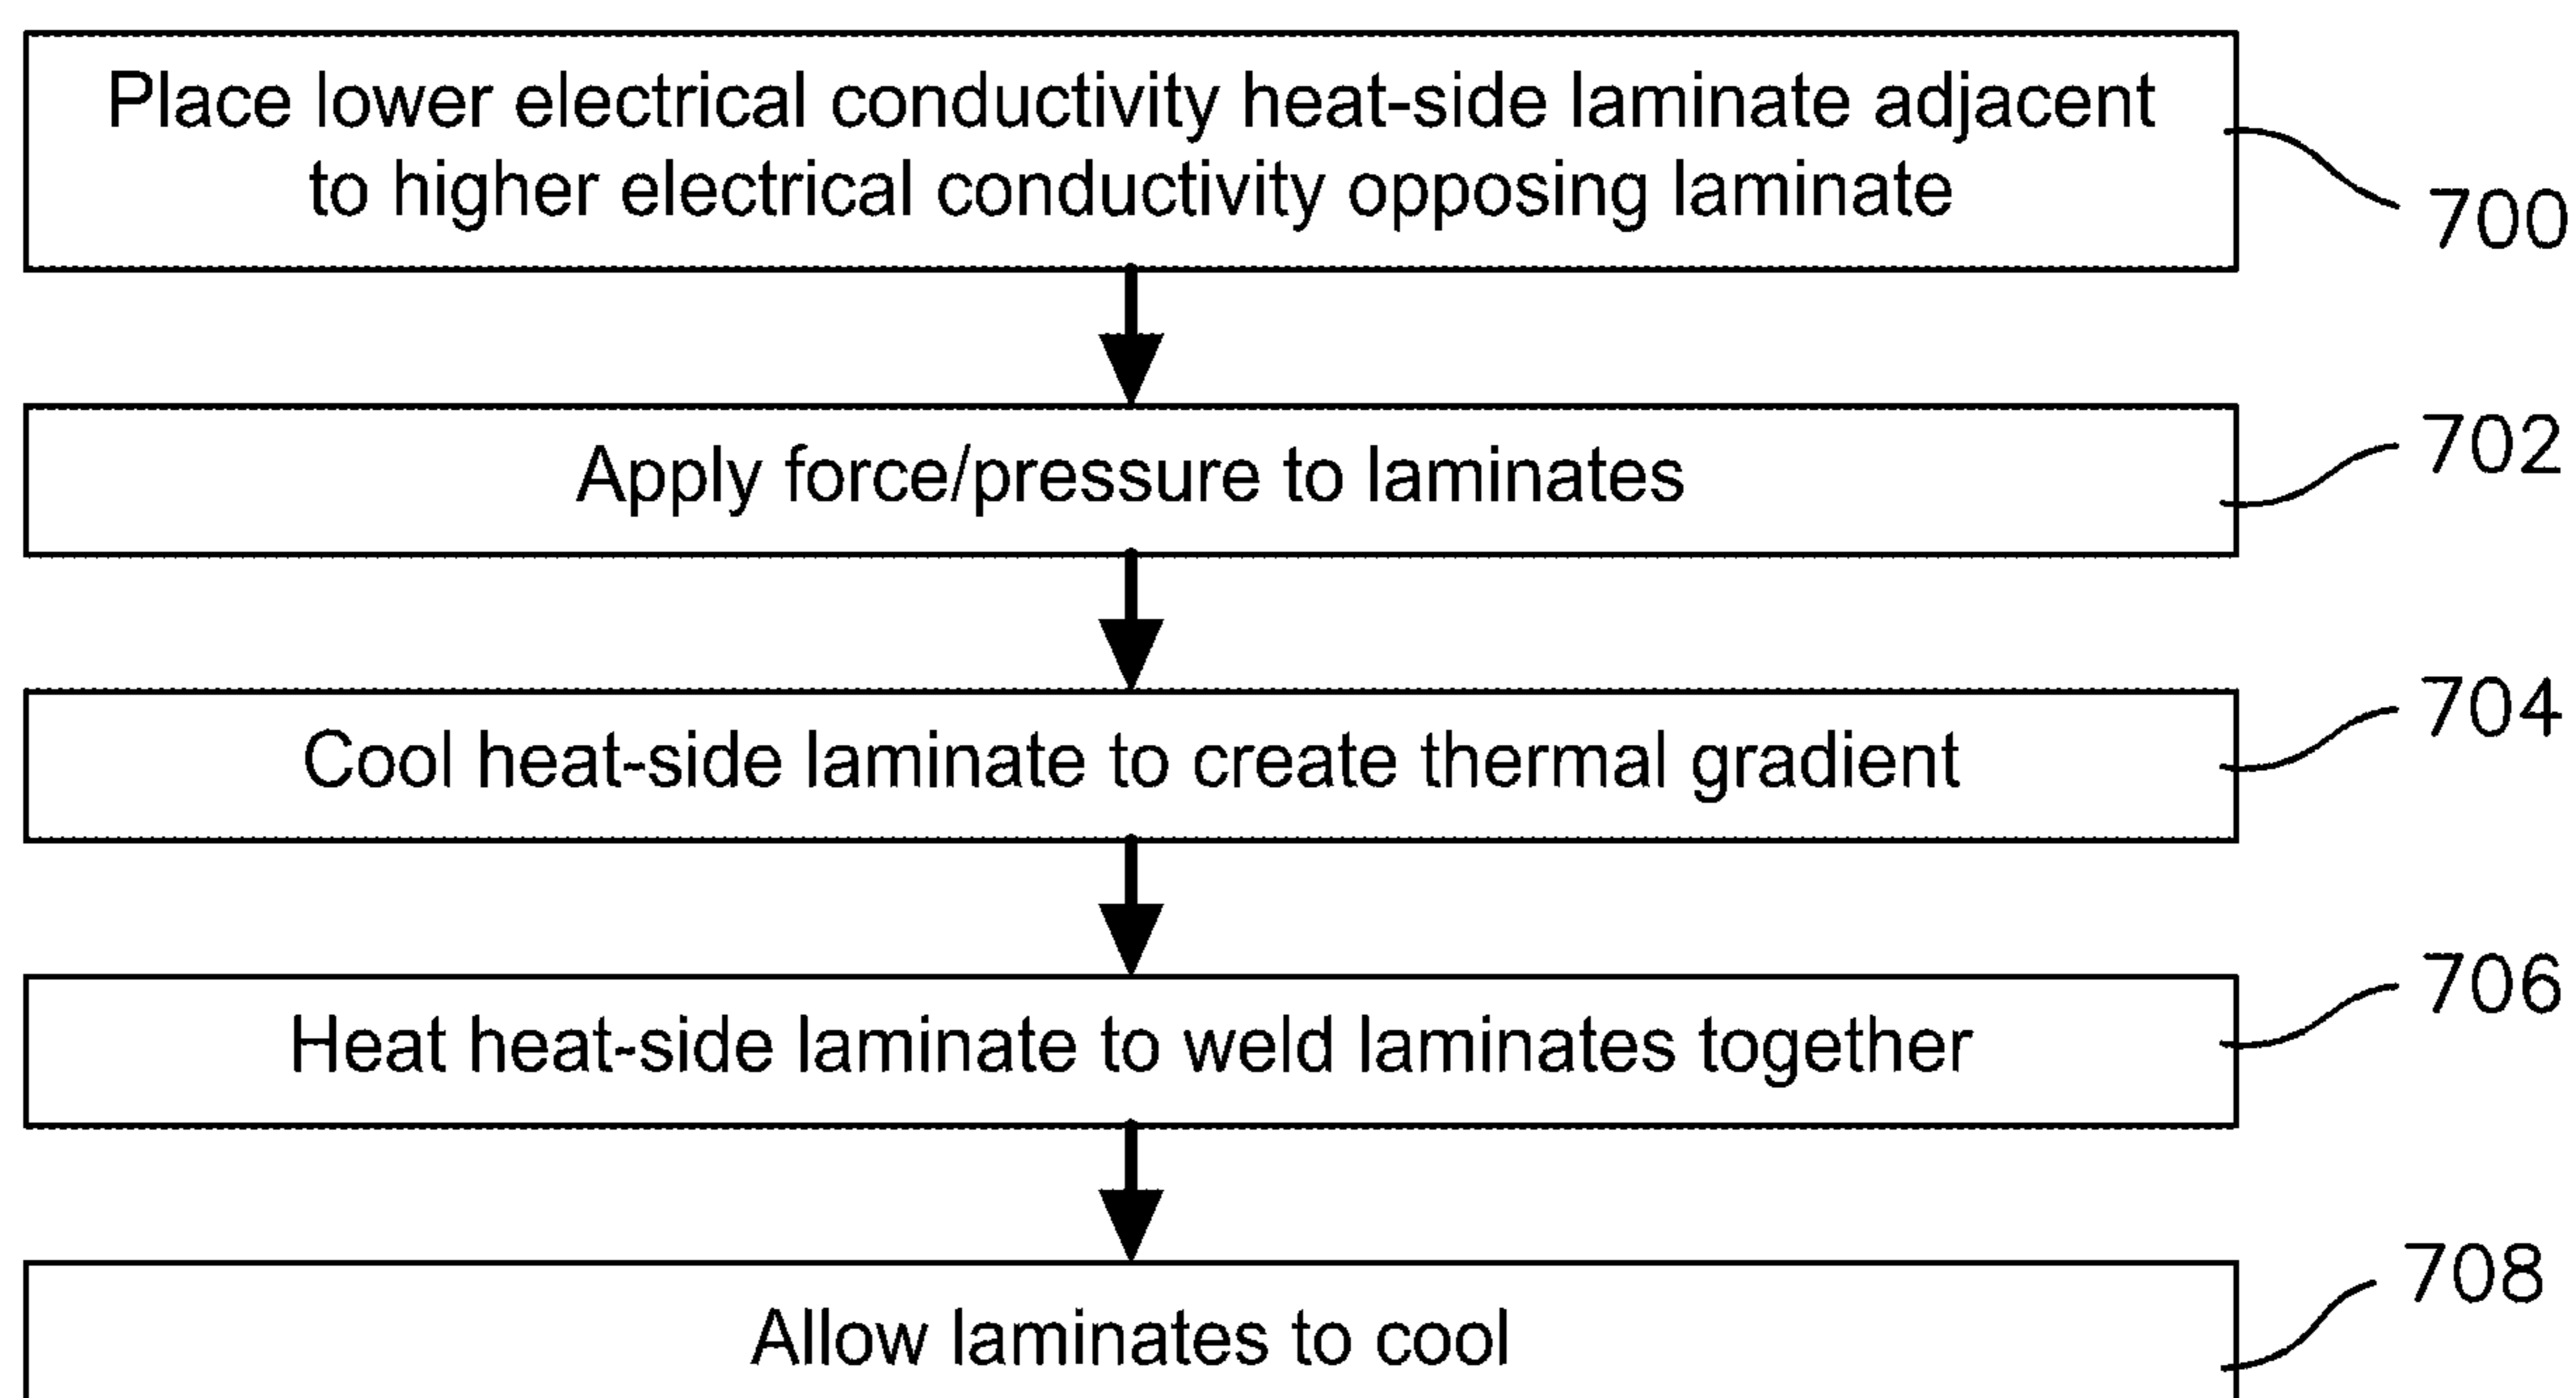 Place lower electrical conductivity heat-side laminate adjacent
to higher electrical conductivity opposing laminate
700
Apply force/pressure to laminates
702
Cool heat-side laminate to create thermal gradient
704
Heat heat-side laminate to weld laminates together
706
Allow laminates to cool
708